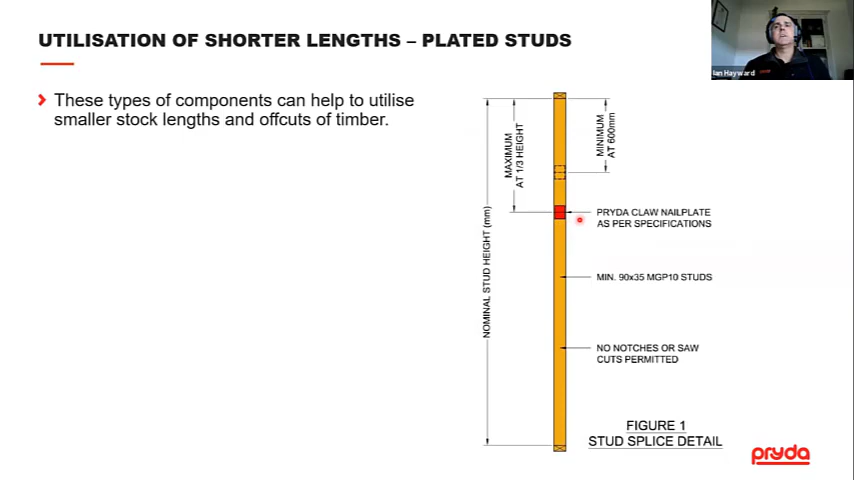 UTILISATION OF SHORTER LENGTHS – PLATED STUDS
Ian Hayward
These types of components can help to utilise
smaller stock lengths and offcuts of timber.
NOMINAL STUD HEIGHT (mm)
MAXIMUM
AT 1/3 HEIGHT
MINIMUM
AT 600mm
PRYDA CLAW NAILPLATE
AS PER SPECIFICATIONS
MIN. 90x35 MGP10 STUDS
NO NOTCHES OR SAW
CUTS PERMITTED
FIGURE 1
STUD SPLICE DETAIL
pryda